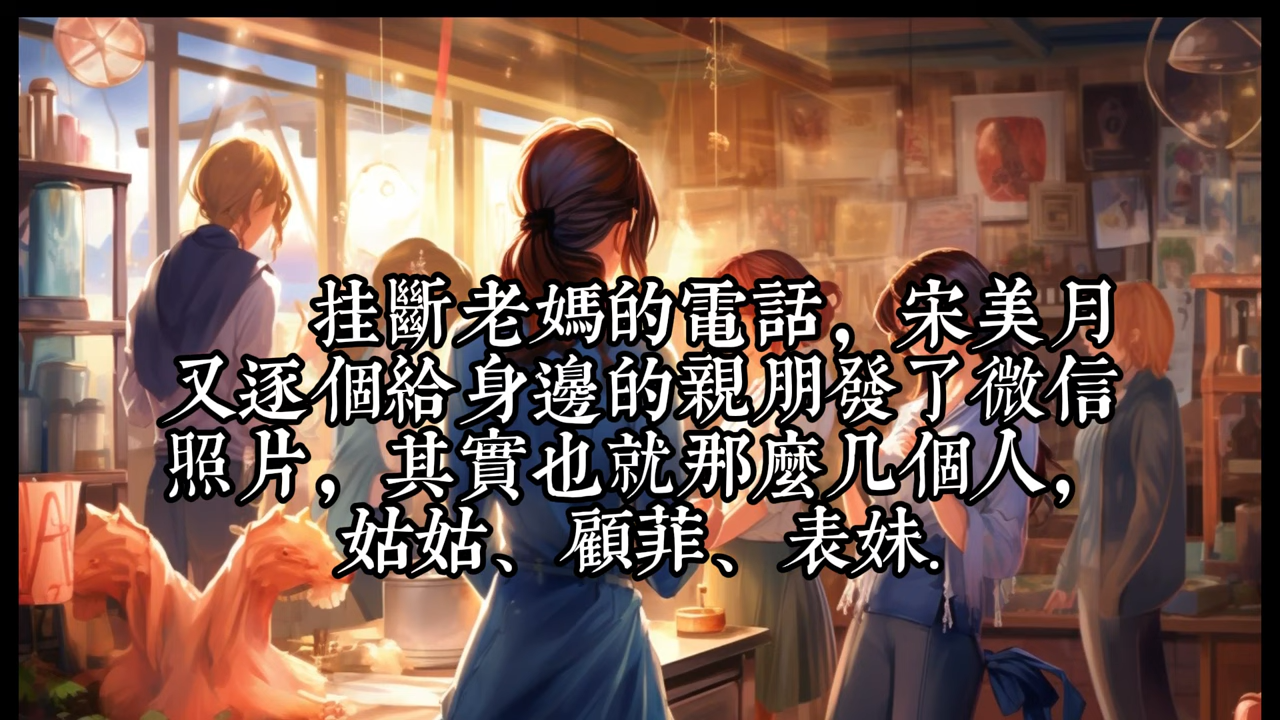 挂斷老媽的電話，宋美月
又逐個給身邊的親朋發了微信
照片，其實也就那麼几個人，
姑姑、顧菲、表妹.